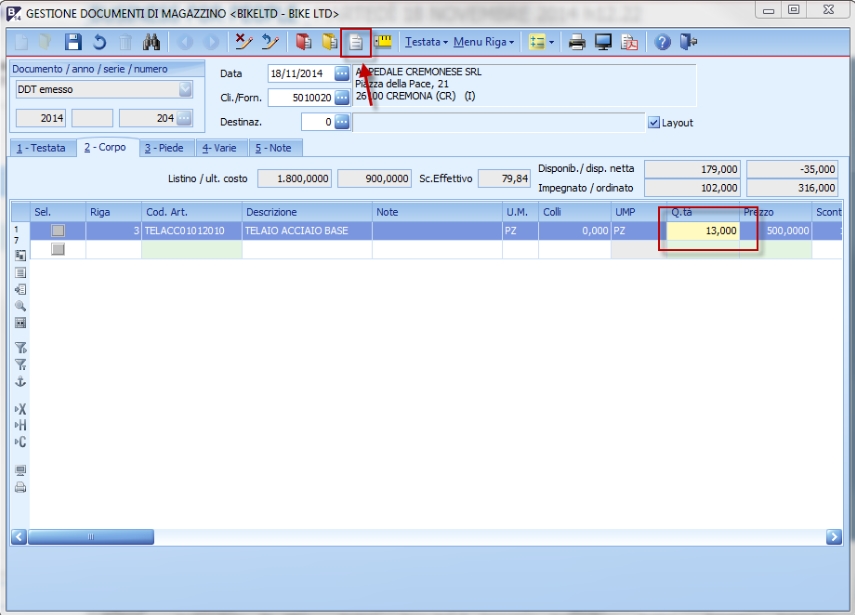 GESTIONE DOCUMENTI DI MAGAZZINO <BIKELTD - BIKE LTD>
Testata Menu Riga
Documento / anno / serie / numero
DDT emesso
2014 204
Data 18/11/2014
Cli./Forn. 5010020
Destinaz. 0
PEDALE CREMONESE SRL
Piazza della Pace, 21
CREMONA (CR) (I)
Layout
1 - Testata 2 - Corpo 3 - Piede 4- Varie 5 - Note
Listino / ult. costo 1.800,0000 900,0000 Sc.Effettivo 79,84
Disponib./ disp. netta 179,000 -35,000
Impegnato / ordinato 102,000 316,000
Sel. Riga Cod. Art. Descrizione Note U.M. Colli UMP Q.tà Prezzo Scont
3 TELACC01012010 TELAIO ACCIAIO BASE PZ 0,000 PZ 13,000 500,0000
1
7
X
H
C